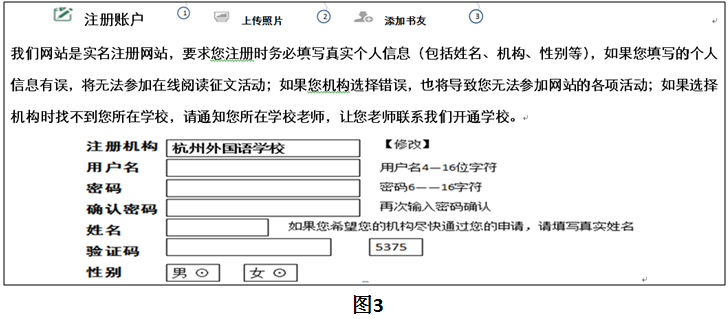 注册账户 1 上传照片 2 添加书友 3
我们网站是实名注册网站，要求您注册时务必填写真实个人信息（包括姓名、机构、性别等），如果您填写的个人
信息有误，将无法参加在线阅读征文活动；如果您机构选择错误，也将导致您无法参加网站的各项活动；如果选择
机构时找不到您所在学校，请通知您所在学校老师，让您老师联系我们开通学校。
注册机构 杭州外国语学校 【修改】
用户名 用户名4—16位字符
密码 密码6——16字符
确认密码 再次输入密码确认
姓名 如果您希望您的机构尽快通过您的申请，请填写真实姓名
验证码 5375
性别 男 女
图3